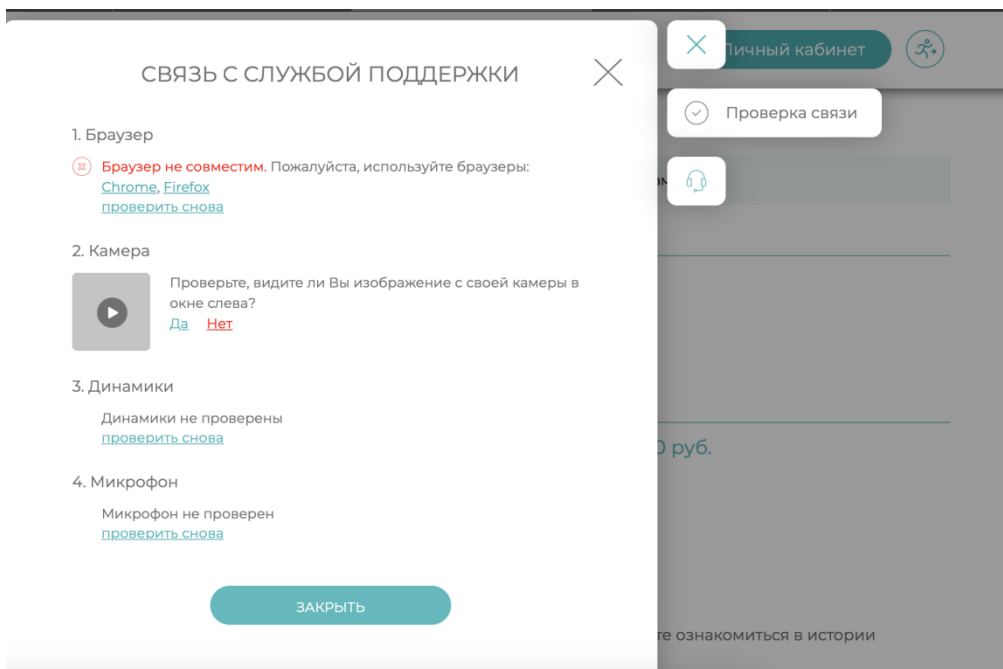 СВЯЗЬ С СЛУЖБОЙ ПОДДЕРЖКИ
1. Браузер
Браузер не совместим. Пожалуйста, используйте браузеры:
Chrome, Firefox
проверить снова
2. Камера
Проверьте, видите ли Вы изображение с своей камеры в
окне слева?
Да Нет
3. Динамики
Динамики не проверены
проверить снова
4. Микрофон
Микрофон не проверен
проверить снова
ЗАКРЫТЬ
Личный кабинет
Проверка связи
0 руб.
ознакомиться в истории